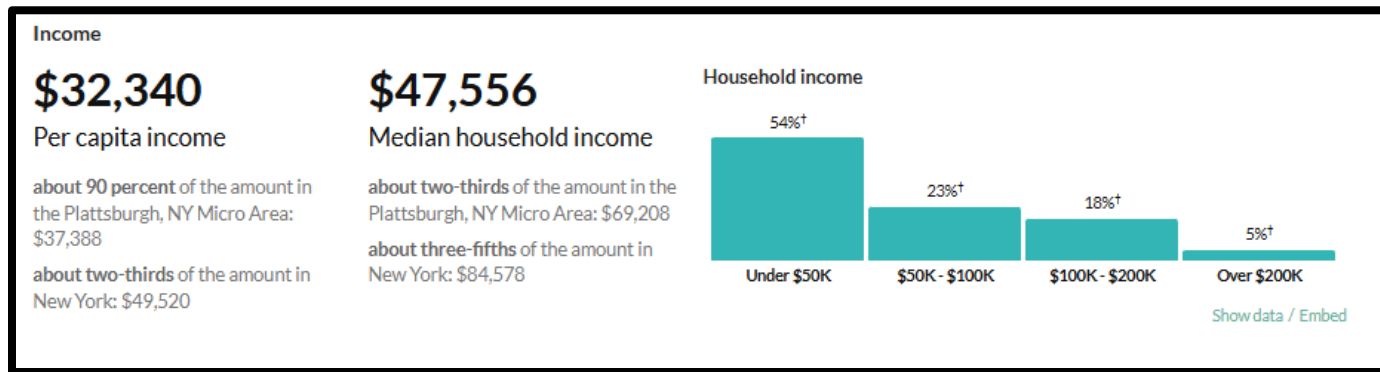 Income
$32,340
Per capita income
about 90 percent of the amount in
the Plattsburgh, NY Micro Area:
$37,388
about two-thirds of the amount in
New York: $49,520
$47,556
Median household income
about two-thirds of the amount in the
Plattsburgh, NY Micro Area: $69,208
about three-fifths of the amount in
New York: $84,578
Household income
54%†
23%†
18%†
5%†
Under $50K
$50K - $100K
$100K - $200K
Over $200K
Show data / Embed